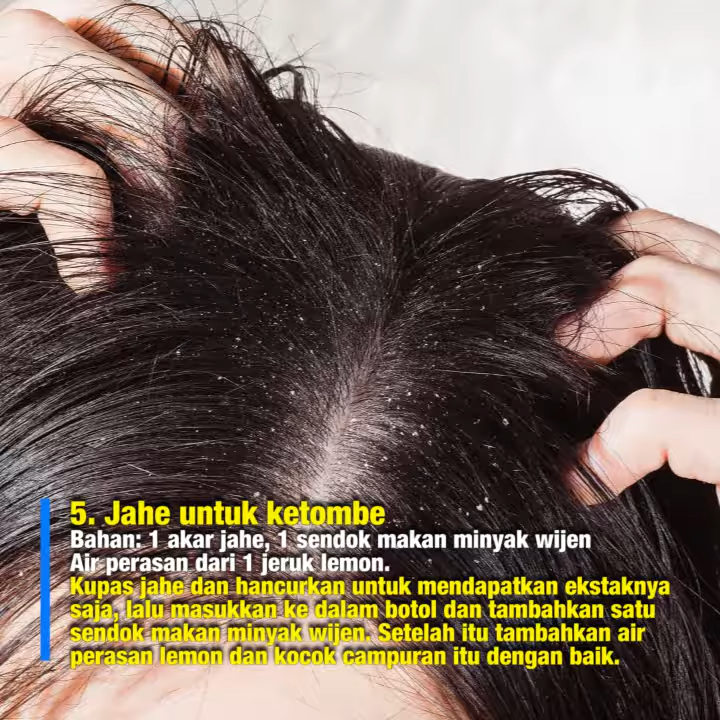 5. Jahe untuk ketombe
Bahan: 1 akar jahe, 1 sendok makan minyak wijen
Air perasan dari 1 jeruk lemon.
Kupas jahe dan hancurkan untuk mendapatkan ekstaknya
saja, lalu masukkan ke dalam botol dan tambahkan satu
sendok makan minyak wijen. Setelah itu tambahkan air
perasan lemon dan kocok campuran itu dengan baik.